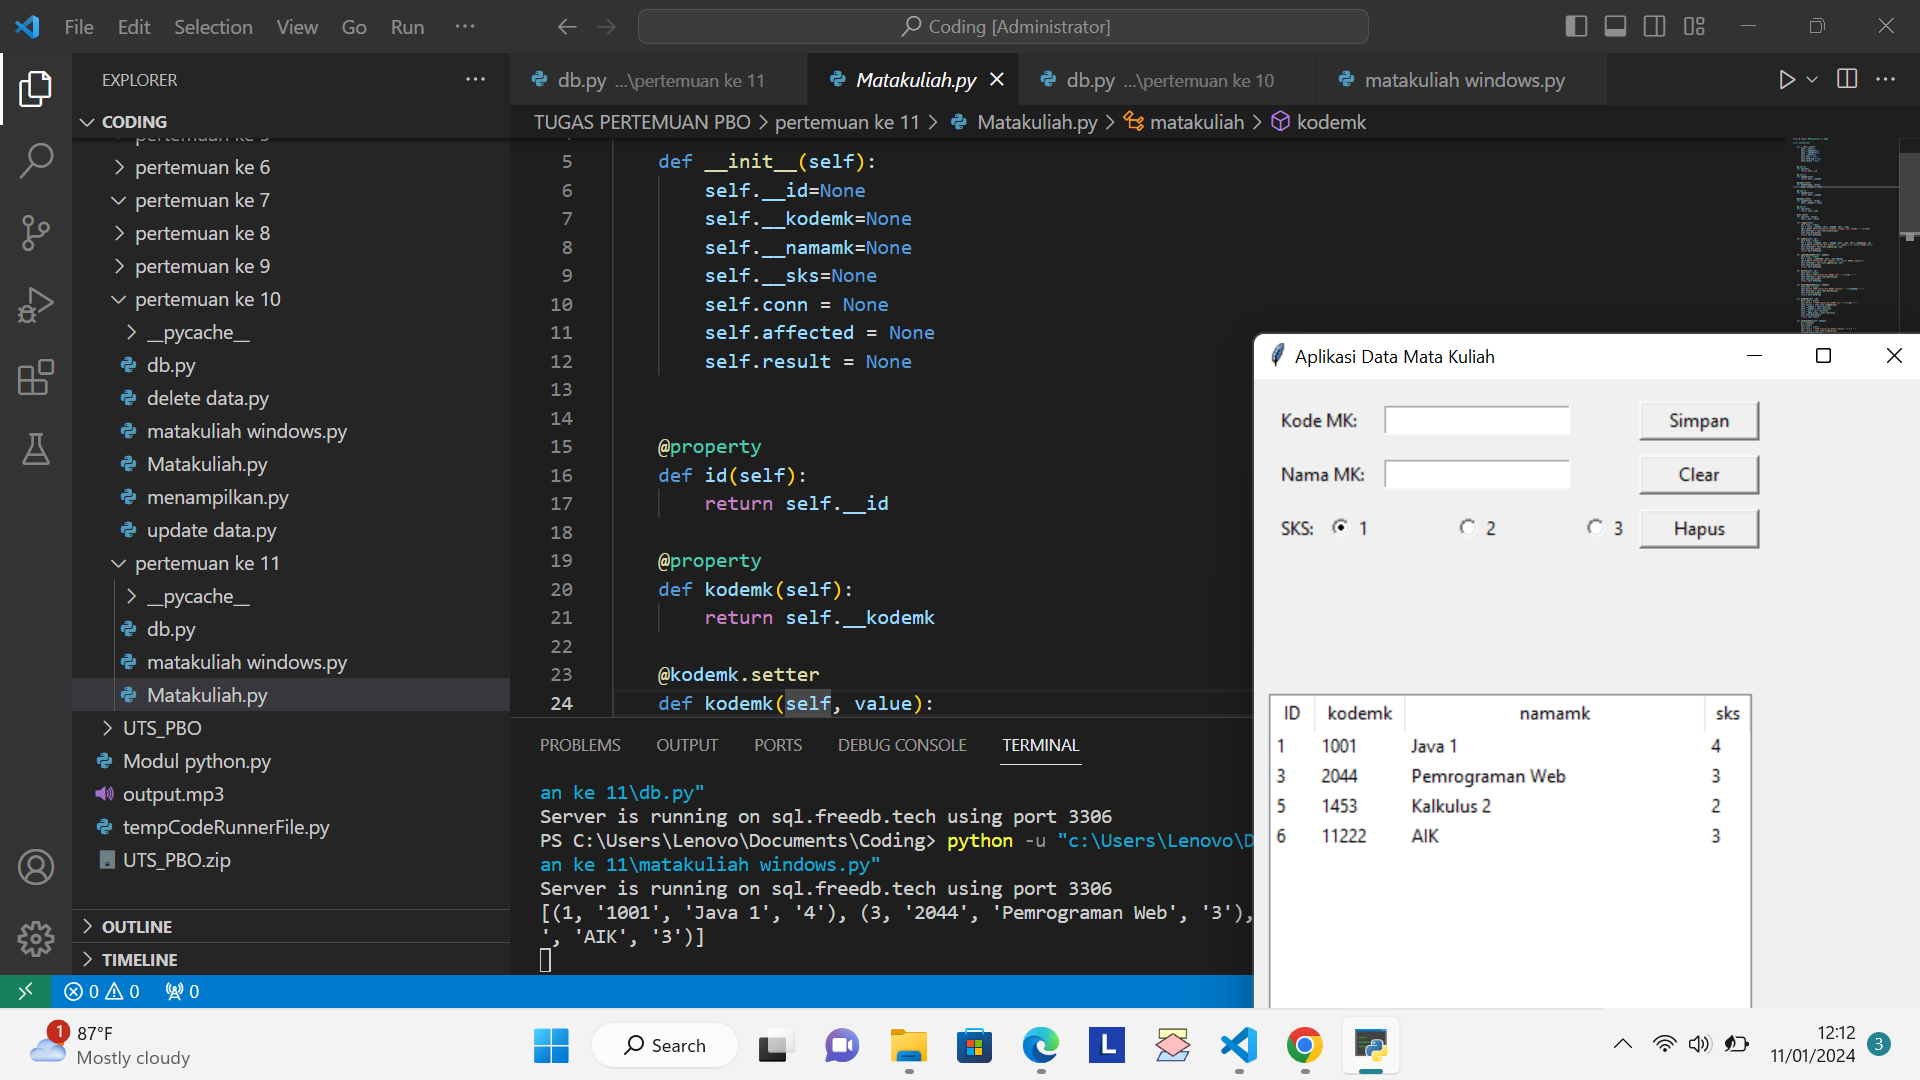 File Edit Selection View Go Run ···
Coding [Administrator]
EXPLORER
CODING
pertemuan ke 6
pertemuan ke 7
pertemuan ke 8
pertemuan ke 9
pertemuan ke 10
__pycache__
db.py
delete data.py
matakuliah windows.py
Matakuliah.py
menampilkan.py
update data.py
pertemuan ke 11
__pycache__
db.py
matakuliah windows.py
Matakuliah.py
UTS_PBO
Modul python.py
output.mp3
tempCodeRunnerFile.py
UTS_PBO.zip
OUTLINE
TIMELINE
db.py ...\pertemuan ke 11 Matakuliah.py db.py ...\pertemuan ke 10 matakuliah windows.py
TUGAS PERTEMUAN PBO > pertemuan ke 11 > Matakuliah.py > matakuliah > kodemk
5 def __init__(self):
6 self.__id=None
7 self.__kodemk=None
8 self.__namamk=None
9 self.__sks=None
10 self.conn = None
11 self.affected = None
12 self.result = None
13
14
15 @property
16 def id(self):
17 return self.__id
18
19 @property
20 def kodemk(self):
21 return self.__kodemk
22
23 @kodemk.setter
24 def kodemk(self, value):
PROBLEMS OUTPUT PORTS DEBUG CONSOLE TERMINAL
an ke 11\db.py"
Server is running on sql.freedb.tech using port 3306
PS C:\Users\Lenovo\Documents\Coding> python -u "c:\Users\Lenovo\D
an ke 11\matakuliah windows.py"
Server is running on sql.freedb.tech using port 3306
[(1, '1001', 'Java 1', '4'), (3, '2044', 'Pemrograman Web', '3'),
', 'AIK', '3')]
Aplikasi Data Mata Kuliah
Kode MK: Simpan
Nama MK: Clear
SKS: 1 2 3 Hapus
ID kodemk namamk sks
1 1001 Java 1 4
3 2044 Pemrograman Web 3
5 1453 Kalkulus 2 2
6 11222 AIK 3
0 0 0
1
87°F
Mostly cloudy
Search
L
12:12
11/01/2024
3